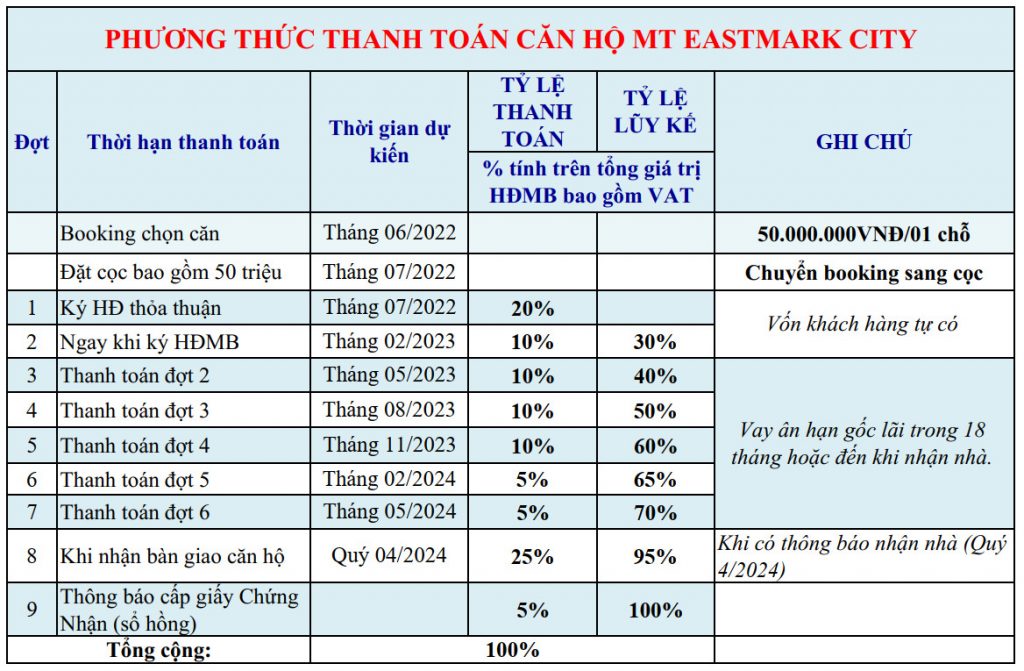 PHƯƠNG THỨC THANH TOÁN CĂN HỘ MT EASTMARK CITY
Đợt Thời hạn thanh toán Thời gian dự kiến TỶ LỆ THANH TOÁN TỶ LỆ LŨY KẾ GHI CHÚ
% tính trên tổng giá trị HĐMB bao gồm VAT
Booking chọn căn Tháng 06/2022 50.000.000VNĐ/01 chỗ
Đặt cọc bao gồm 50 triệu Tháng 07/2022 Chuyển booking sang cọc
1 Ký HĐ thỏa thuận Tháng 07/2022 20% Vốn khách hàng tự có
2 Ngay khi ký HĐMB Tháng 02/2023 10% 30%
3 Thanh toán đợt 2 Tháng 05/2023 10% 40% Vay ân hạn gốc lãi trong 18 tháng hoặc đến khi nhận nhà.
4 Thanh toán đợt 3 Tháng 08/2023 10% 50%
5 Thanh toán đợt 4 Tháng 11/2023 10% 60%
6 Thanh toán đợt 5 Tháng 02/2024 5% 65%
7 Thanh toán đợt 6 Tháng 05/2024 5% 70%
8 Khi nhận bàn giao căn hộ Quý 04/2024 25% 95% Khi có thông báo nhận nhà (Quý 4/2024)
9 Thông báo cấp giấy Chứng Nhận (sổ hồng) 5% 100%
Tổng cộng: 100%